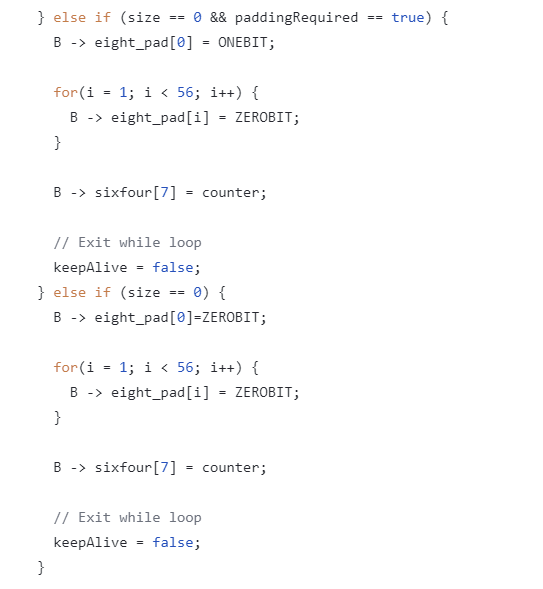 } else if (size == 0 && paddingRequired == true) {
B -> eight_pad[0] = ONEBIT;
for(i = 1; i < 56; i++) {
B -> eight_pad[i] = ZEROBIT;
}
B -> sixfour[7] = counter;
// Exit while loop
keepAlive = false;
} else if (size == 0) {
B -> eight_pad[0]=ZEROBIT;
for(i = 1; i < 56; i++) {
B -> eight_pad[i] = ZEROBIT;
}
B -> sixfour[7] = counter;
// Exit while loop
keepAlive = false;
}